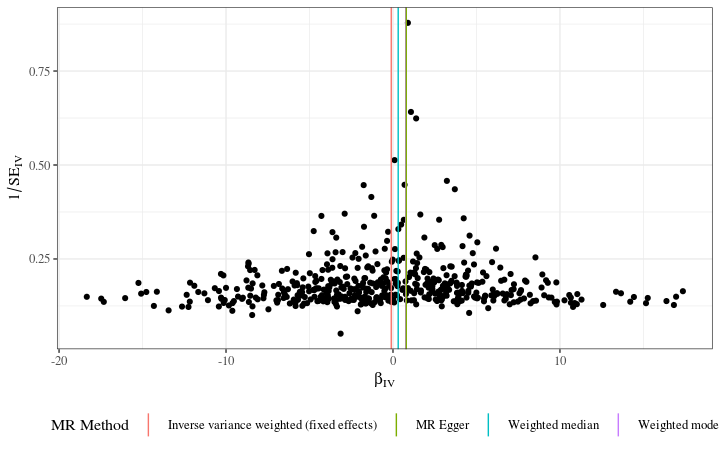 0.75
0.50
0.25
1/SE_IV
-20
-10
0
10
β_IV
MR Method
Inverse variance weighted (fixed effects)
MR Egger
Weighted median
Weighted mode